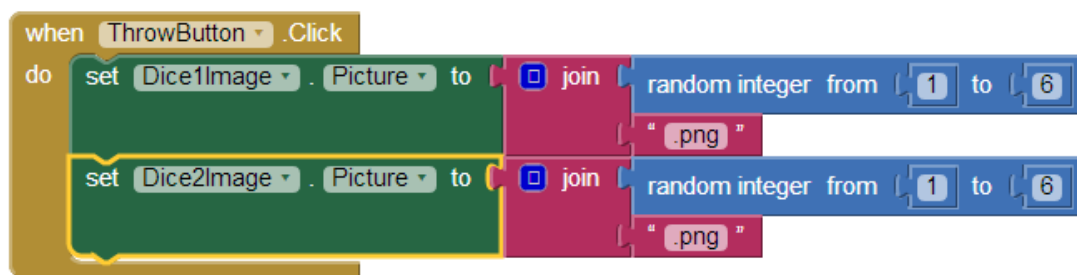 when ThrowButton .Click
do set Dice1Image . Picture to join random integer from 1 to 6
" .png "
set Dice2Image . Picture to join random integer from 1 to 6
" .png "